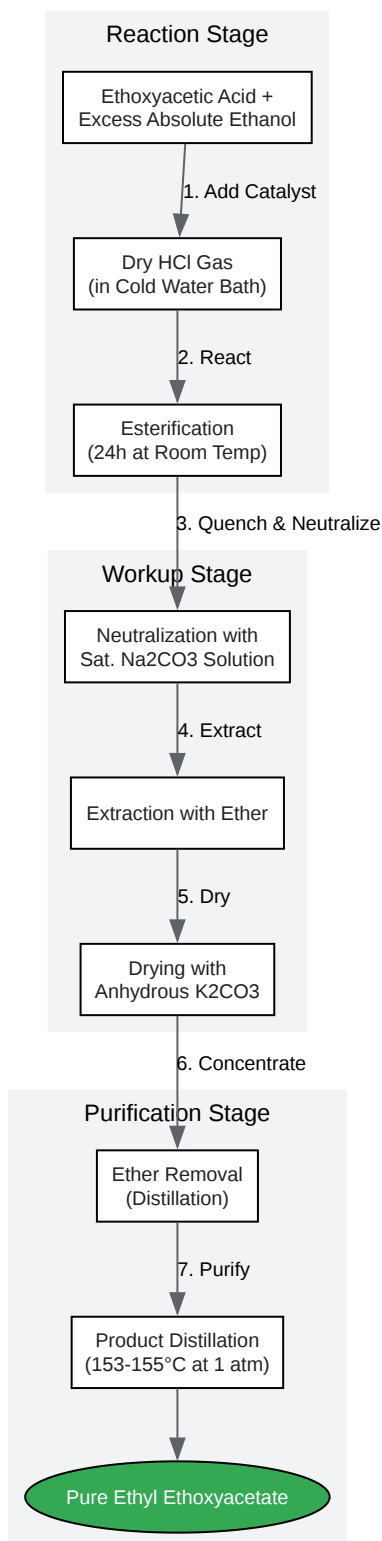 Reaction Stage
Ethoxyacetic Acid +
Excess Absolute Ethanol
1. Add Catalyst
Dry HCl Gas
(in Cold Water Bath)
2. React
Esterification
(24h at Room Temp)
3. Quench & Neutralize
Workup Stage
Neutralization with
Sat. Na2CO3 Solution
4. Extract
Extraction with Ether
5. Dry
Drying with
Anhydrous K2CO3
6. Concentrate
Purification Stage
Ether Removal
(Distillation)
7. Purify
Product Distillation
(153-155°C at 1 atm)
Pure Ethyl Ethoxyacetate